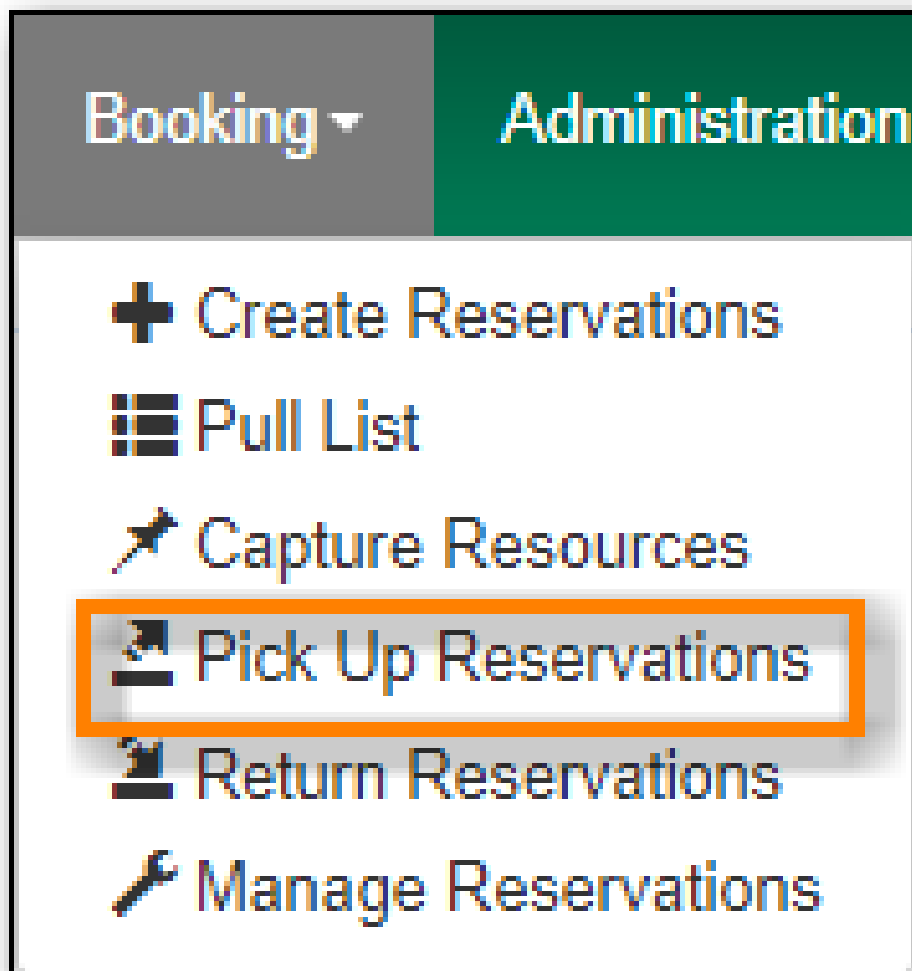 Booking Administration
Create Reservations
Pull List
Capture Resources
Pick Up Reservations
Return Reservations
Manage Reservations